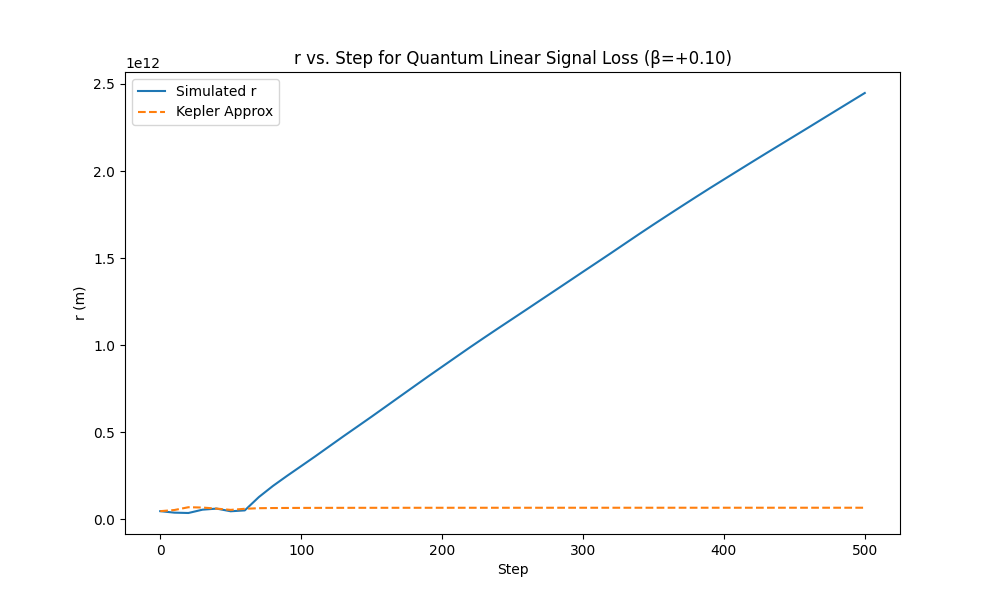 r vs. Step for Quantum Linear Signal Loss (β=+0.10)
1e12
Simulated r
Kepler Approx
2.5
2.0
1.5
1.0
0.5
0.0
r (m)
0 100 200 300 400 500
Step